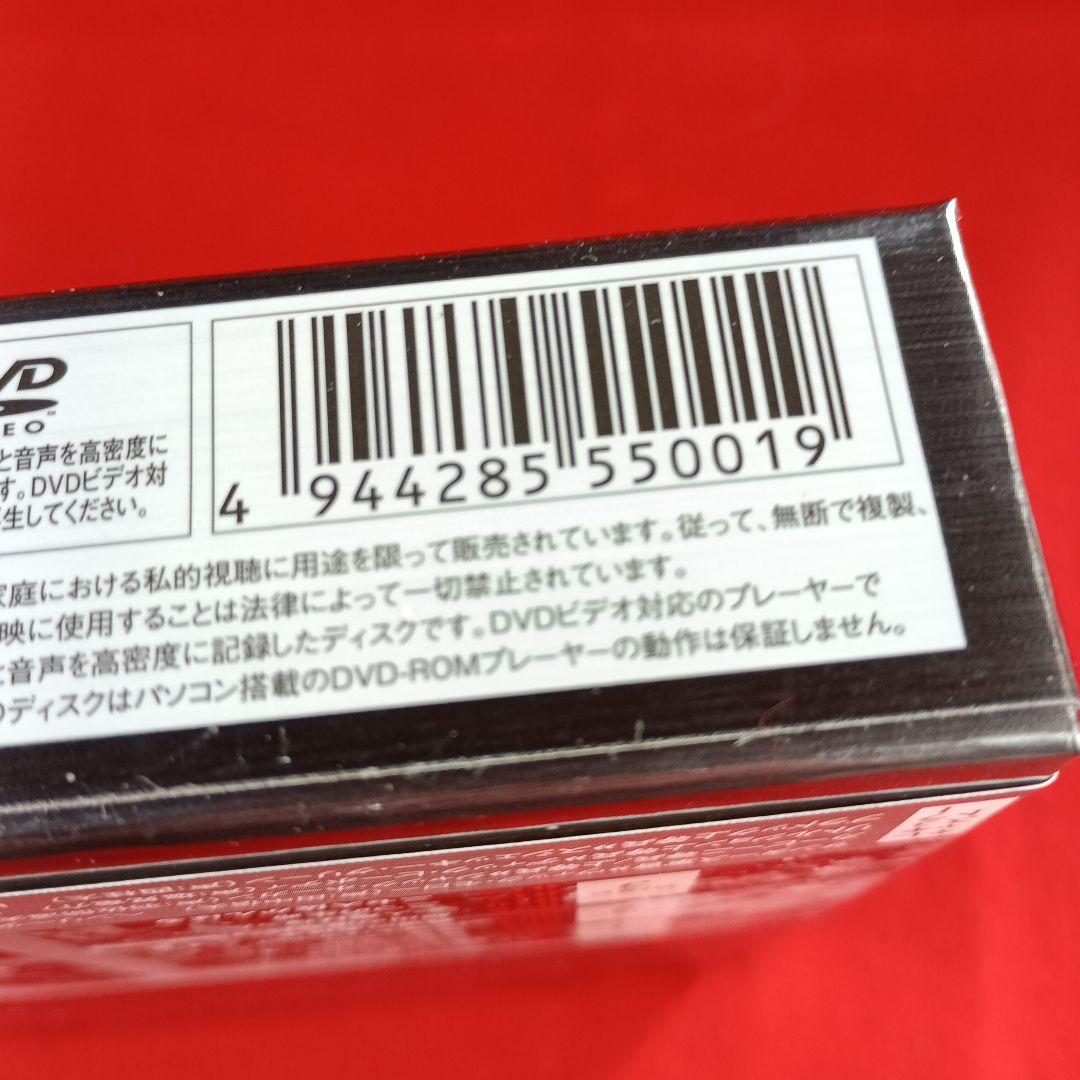 VD
EO™
と音声を高密度に
す。DVDビデオ対
生してください。
4 944285 550019
家庭における私的視聴に用途を限って販売されています。従って、無断で複製、
映に使用することは法律によって一切禁止されています。
と音声を高密度に記録したディスクです。DVDビデオ対応のプレーヤーで
のディスクはパソコン搭載のDVD-ROMプレーヤーの動作は保証しません。